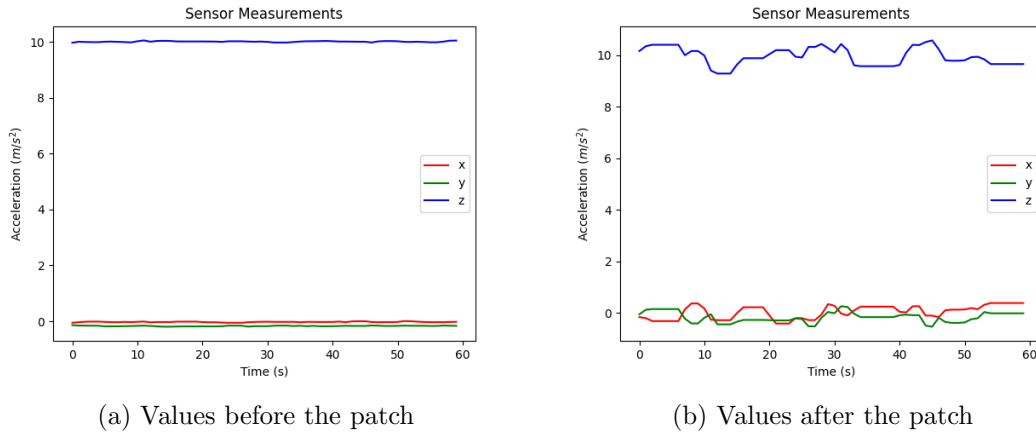 Sensor Measurements
Acceleration (m/s²)
10
8
6
4
2
0
x
y
z
0 10 20 30 40 50 60
Time (s)
(a) Values before the patch
Sensor Measurements
Acceleration (m/s²)
10
8
6
4
2
0
x
y
z
0 10 20 30 40 50 60
Time (s)
(b) Values after the patch